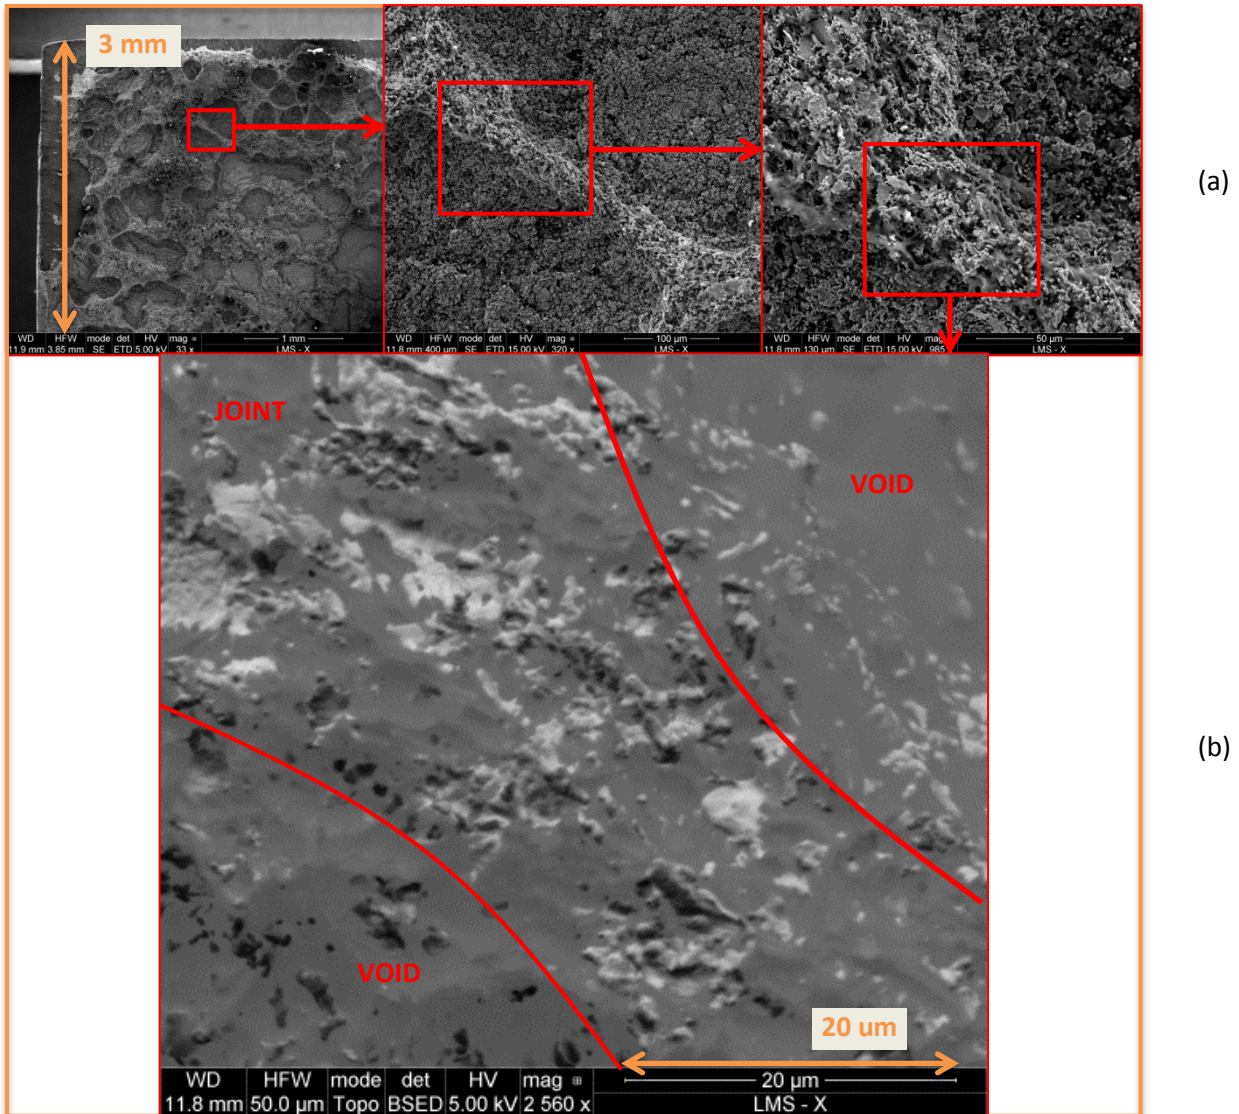 3 mm
(a)
WD HFW mode det HV mag
11.9 mm 3.85 mm SE ETD 5.00 kV 33 x
1 mm
LMS - X
WD HFW mode det HV mag
11.8 mm 400 µm SE ETD 15.00 kV 320 x
100 µm
LMS - X
WD HFW mode det HV mag
11.8 mm 130 µm SE ETD 15.00 kV 985
50 µm
LMS - X
JOINT
VOID
(b)
VOID
20 um
WD HFW mode det HV mag
11.8 mm 50.0 µm Topo BSED 5.00 kV 2 560 x
20 µm
LMS - X